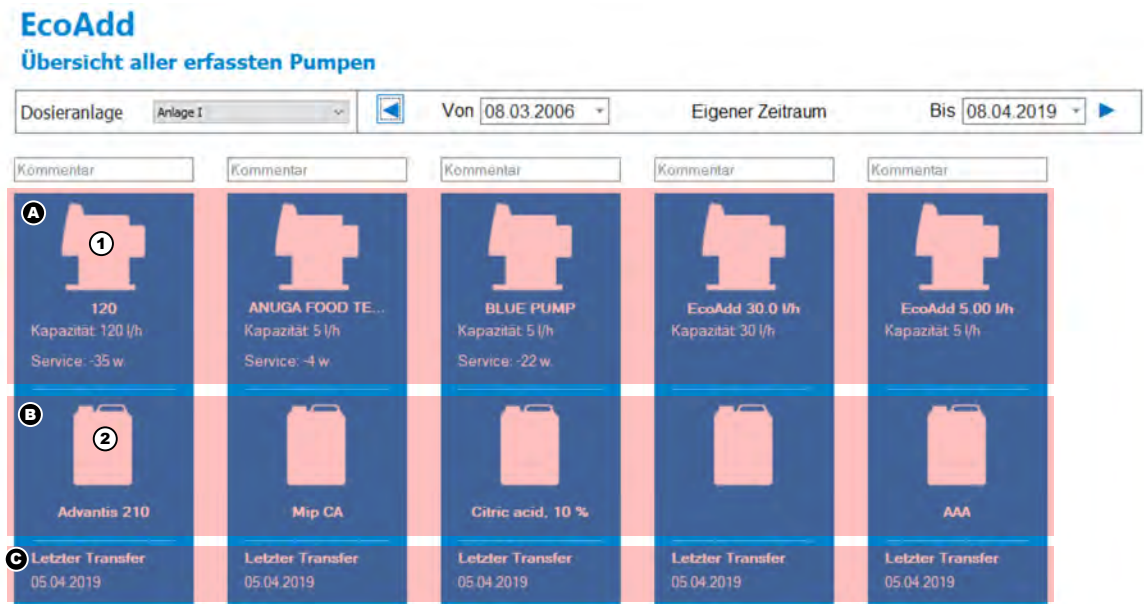 EcoAdd
Übersicht aller erfassten Pumpen
Dosieranlage Anlage I Von 08.03.2006 Eigener Zeitraum Bis 08.04.2019
Kommentar Kommentar Kommentar Kommentar Kommentar
A
1
120 ANUGA FOOD TE... BLUE PUMP EcoAdd 30.0 l/h EcoAdd 5.00 l/h
Kapazität: 120 l/h Kapazität: 5 l/h Kapazität: 5 l/h Kapazität: 30 l/h Kapazität: 5 l/h
Service: -35 w. Service: -4 w. Service: -22 w.
B
2
Advantis 210 Mip CA Citric acid, 10 % AAA
C Letzter Transfer Letzter Transfer Letzter Transfer Letzter Transfer Letzter Transfer
05.04.2019 05.04.2019 05.04.2019 05.04.2019 05.04.2019